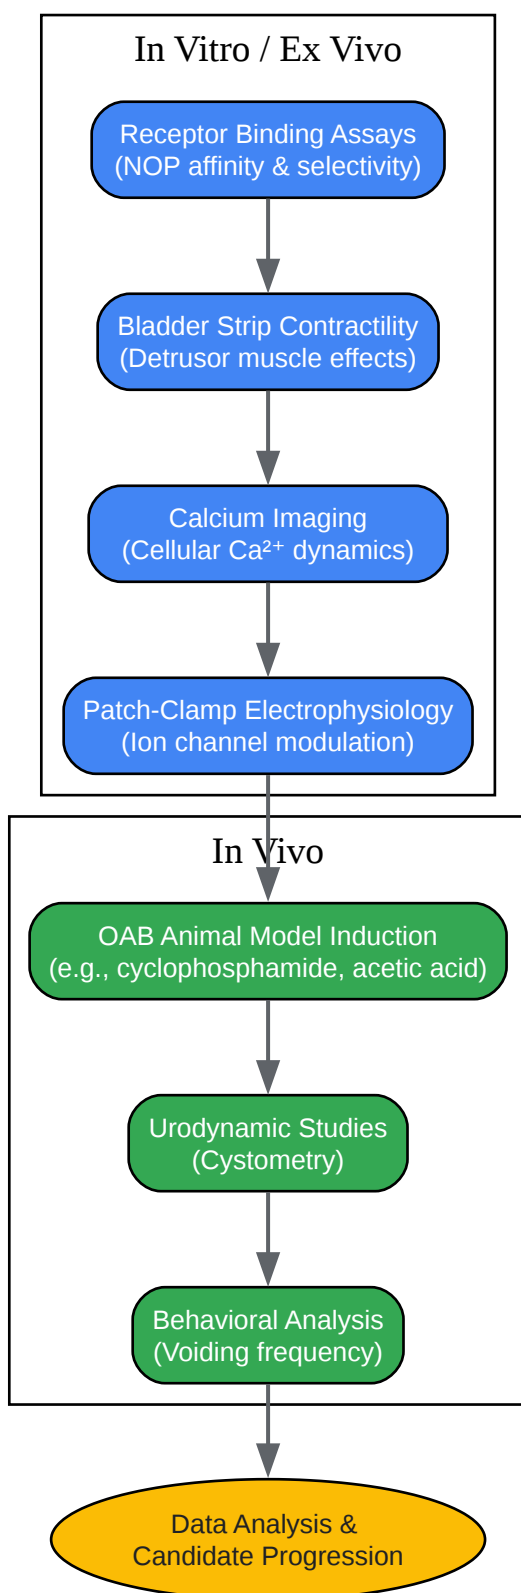 In Vitro / Ex Vivo
Receptor Binding Assays
(NOP affinity & selectivity)
Bladder Strip Contractility
(Detrusor muscle effects)
Calcium Imaging
(Cellular Ca²⁺ dynamics)
Patch-Clamp Electrophysiology
(Ion channel modulation)
In Vivo
OAB Animal Model Induction
(e.g., cyclophosphamide, acetic acid)
Urodynamic Studies
(Cystometry)
Behavioral Analysis
(Voiding frequency)
Data Analysis &
Candidate Progression